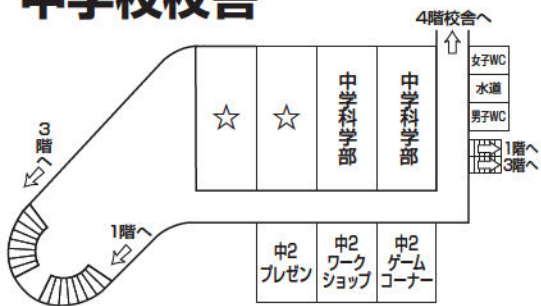 中学校校舎
4階校舎へ
女子WC
水道
男子WC
1階へ
3階へ
☆
☆
中学科学部
中学科学部
3階へ
1階へ
中2
プレゼン
中2
ワーク
ショップ
中2
ゲーム
コーナー